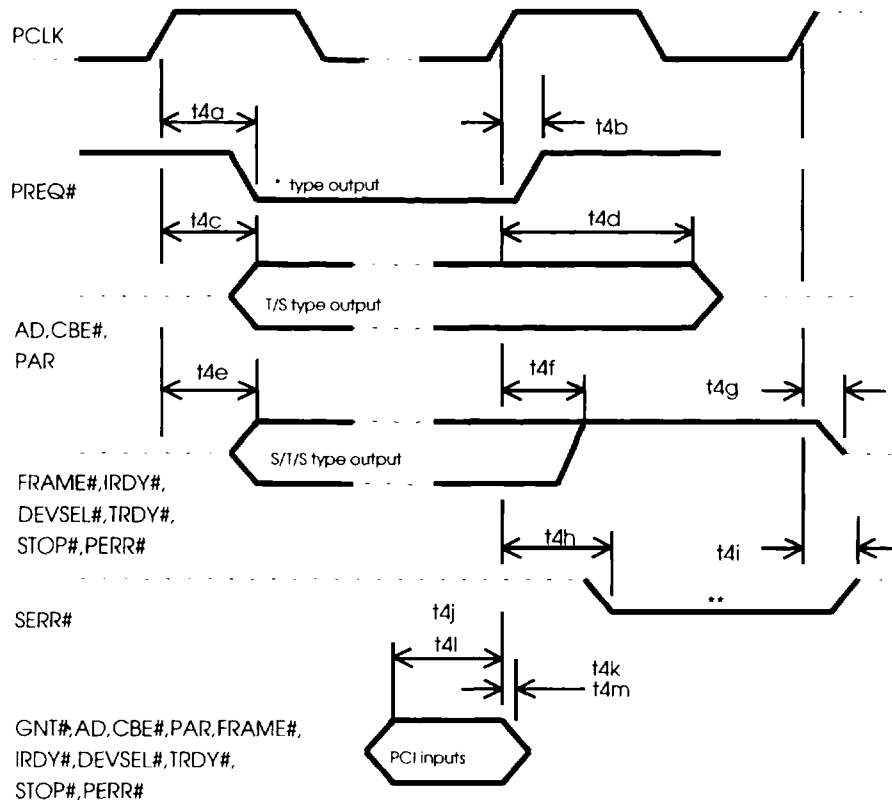 PCLK
t4a
t4b
PREQ#
* type output
t4c
t4d
T/S type output
AD,CBE#,
PAR
t4e
t4f
t4g
S/T/S type output
FRAME#,IRDY#,
DEVSEL#,TRDY#,
STOP#,PERR#
t4h
t4i
**
SERR#
t4j
t4l
t4k
t4m
GNT#,AD,CBE#,PAR,FRAME#,
IRDY#,DEVSEL#,TRDY#,
STOP#,PERR#
PCI inputs